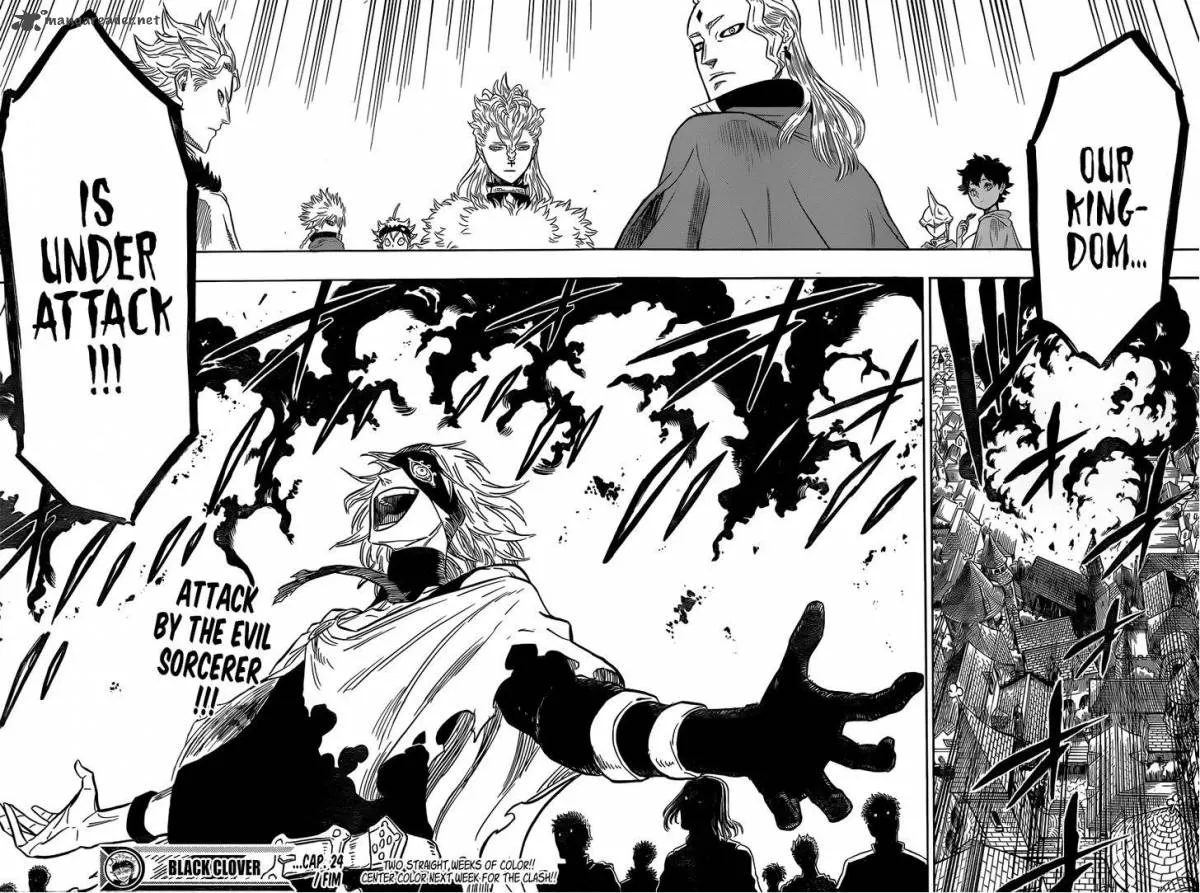 mangareader.net
OUR
KING-
DOM...
IS
UNDER
ATTACK
!!!
ATTACK
BY THE EVIL
SORCERER
!!!
BLACK CLOVER
...CAP. 24
/ FIM
TWO STRAIGHT WEEKS OF COLOR!!
CENTER COLOR NEXT WEEK FOR THE CLASH!!